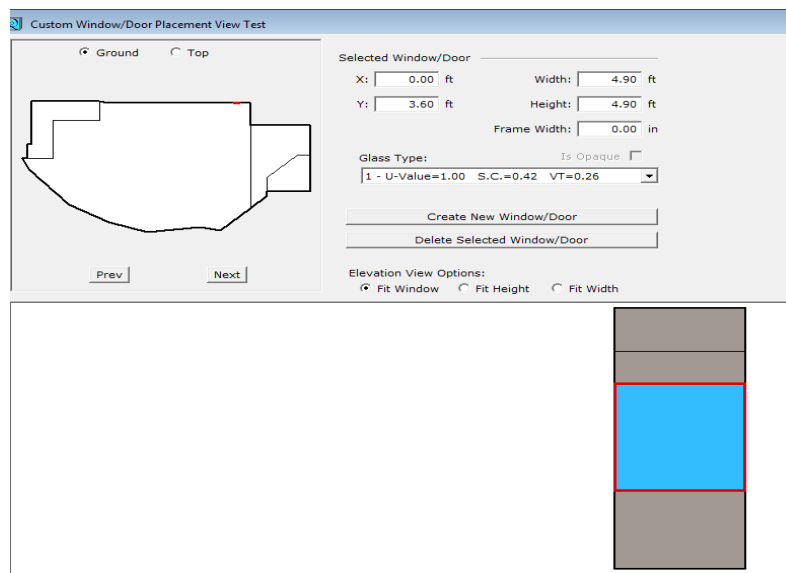 Custom Window/Door Placement View Test
Ground Top
Selected Window/Door
X: 0.00 ft Width: 4.90 ft
Y: 3.60 ft Height: 4.90 ft
Frame Width: 0.00 in
Glass Type: Is Opaque
1 - U-Value=1.00 S.C.=0.42 VT=0.26
Create New Window/Door
Delete Selected Window/Door
Prev Next
Elevation View Options:
Fit Window Fit Height Fit Width